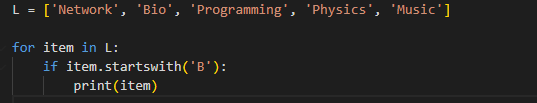 L = ['Network', 'Bio', 'Programming', 'Physics', 'Music']
for item in L:
    if item.startswith('B'):
        print(item)